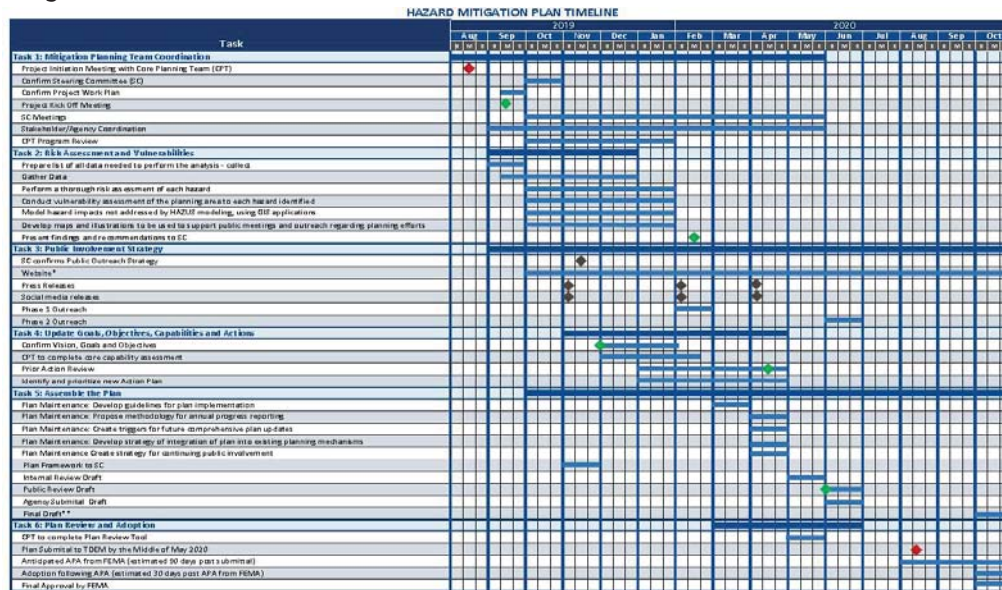 HAZARD MITIGATION PLAN TIMELINE
Task
2019 2020
Aug Sep Oct Nov Dec Jan Feb Mar Apr May Jun Jul Aug Sep Oct
Task 1: Mitigation Planning Team Coordination
Project Initiation Meeting with Core Planning Team (CPT)
Confirm Steering Committee (SC)
Confirm Project Work Plan
Project Kick Off Meeting
SC Meetings
Stakeholder/Agency Coordination
CPT Program Review
Task 2: Risk Assessment and Vulnerabilities
Prepare list of all data needed to perform the analysis - collect
Gather Data
Perform a thorough risk assessment of each hazard
Conduct vulnerability assessment of the planning area to each hazard identified
Model hazard impacts not addressed by HAZUS modeling, using GIS applications
Develop maps and illustrations to be used to support public meetings and outreach regarding planning efforts
Present findings and recommendations to SC
Task 3: Public Involvement Strategy
SC confirms Public Outreach Strategy
Website*
Press Releases
Social media releases
Phase 1 Outreach
Phase 2 Outreach
Task 4: Update Goals, Objectives, Capabilities and Actions
Confirm Vision, Goals and Objectives
CPT to complete core capability assessment
Prior Action Review
Identify and prioritize new Action Plan
Task 5: Assemble the Plan
Plan Maintenance: Develop guidelines for plan implementation
Plan Maintenance: Propose methodology for annual progress reporting
Plan Maintenance: Create triggers for future comprehensive plan updates
Plan Maintenance: Develop strategy of integration of plan into existing planning mechanisms
Plan Maintenance Create strategy for continuing public involvement
Plan Framework to SC
Internal Review Draft
Public Review Draft
Agency Submittal Draft
Final Draft**
Task 6: Plan Review and Adoption
CPT to complete Plan Review Tool
Plan Submittal to TDEM by the Middle of May 2020
Anticipated APA from FEMA (estimated 90 days post submittal)
Adoption following APA (estimated 30 days post APA from FEMA)
Final Approval by FEMA